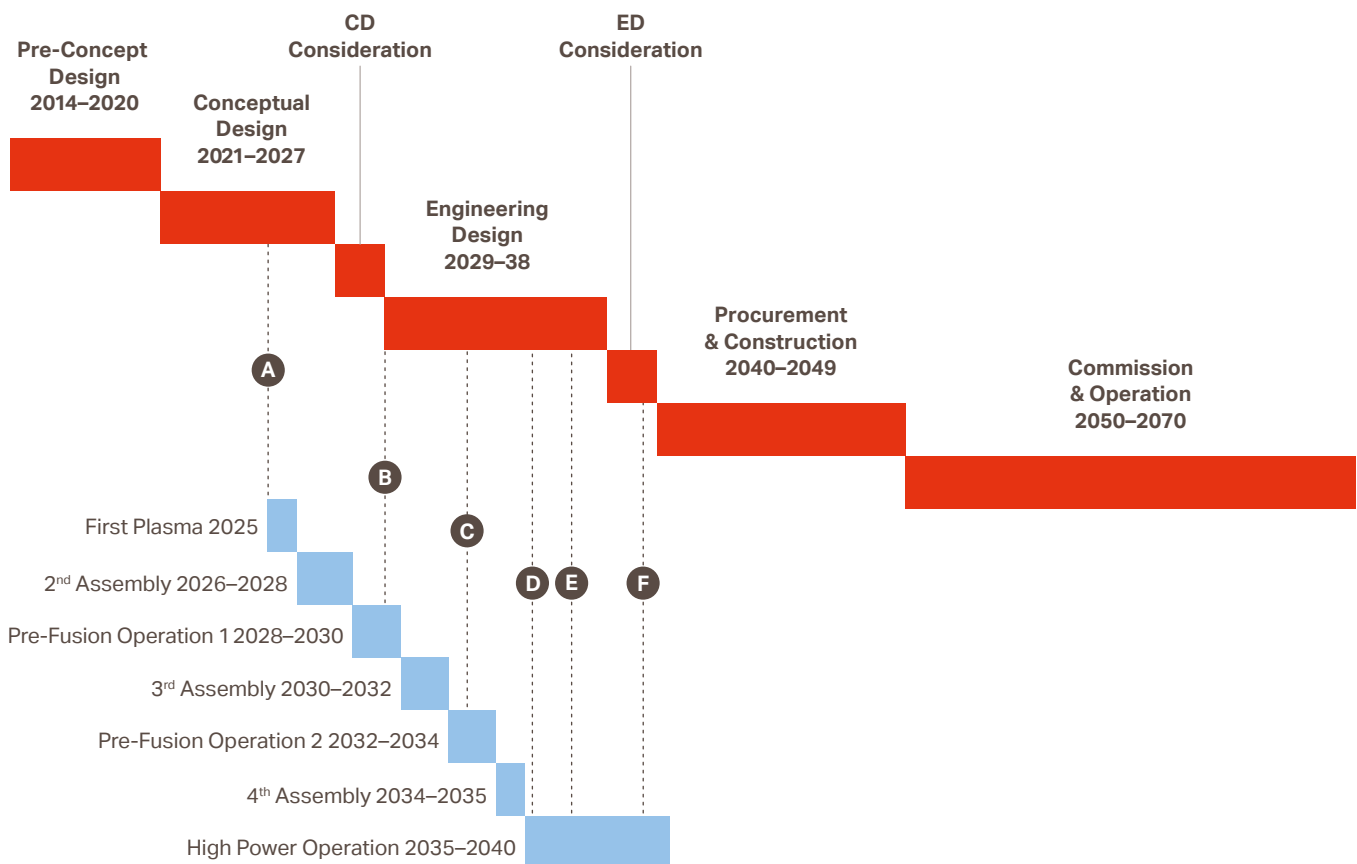 CD
Consideration
ED
Consideration
Pre-Concept
Design
2014–2020
Conceptual
Design
2021–2027
Engineering
Design
2029–38
Procurement
& Construction
2040–2049
Commission
& Operation
2050–2070
A
B
C
D
E
F
First Plasma 2025
2nd Assembly 2026–2028
Pre-Fusion Operation 1 2028–2030
3rd Assembly 2030–2032
Pre-Fusion Operation 2 2032–2034
4th Assembly 2034–2035
High Power Operation 2035–2040